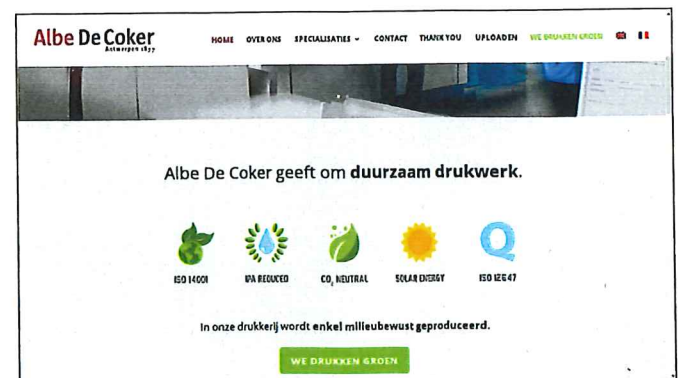 Albe De Coker
Antwerpen 1837
HOME OVER ONS SPECIALISATIES CONTACT THANK YOU UPLOADEN WE DRUKKEN GROEN
Albe De Coker geeft om duurzaam drukwerk.
ISO 14001 IPA REDUCED CO₂ NEUTRAL SOLAR ENERGY ISO 12647
In onze drukkerij wordt enkel milieubewust geproduceerd.
WE DRUKKEN GROEN